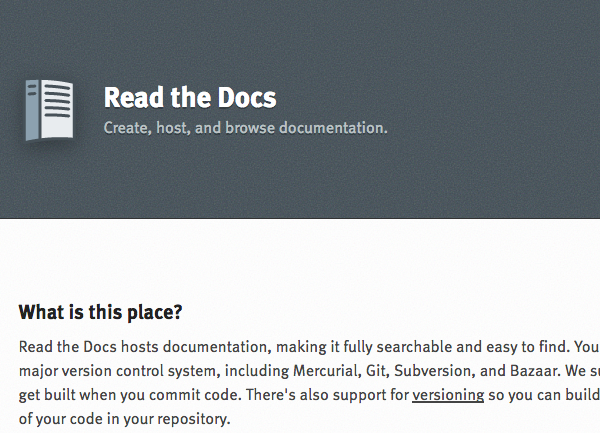 Read the Docs
Create, host, and browse documentation.
What is this place?
Read the Docs hosts documentation, making it fully searchable and easy to find. You
major version control system, including Mercurial, Git, Subversion, and Bazaar. We su
get built when you commit code. There's also support for versioning so you can build
of your code in your repository.